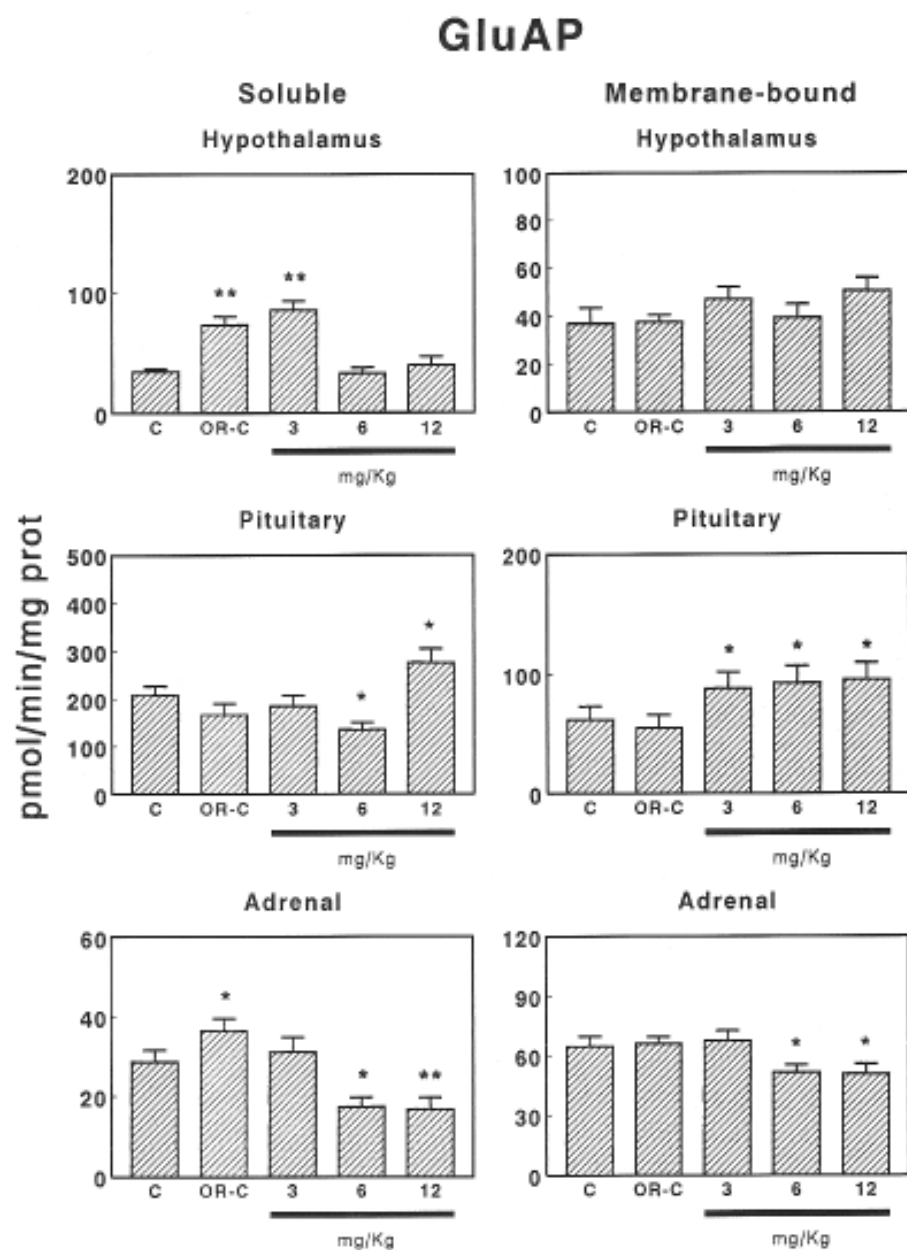 GluAP
Soluble
Membrane-bound
Hypothalamus
Hypothalamus
200
100
0
**
**
C OR-C 3 6 12
mg/Kg
100
80
60
40
20
0
C OR-C 3 6 12
mg/Kg
pmol/min/mg prot
Pituitary
Pituitary
500
400
300
200
100
0
*
*
C OR-C 3 6 12
mg/Kg
200
100
0
* * *
C OR-C 3 6 12
mg/Kg
Adrenal
Adrenal
60
40
20
0
*
* **
C OR-C 3 6 12
mg/Kg
120
90
60
30
0
* *
C OR-C 3 6 12
mg/Kg